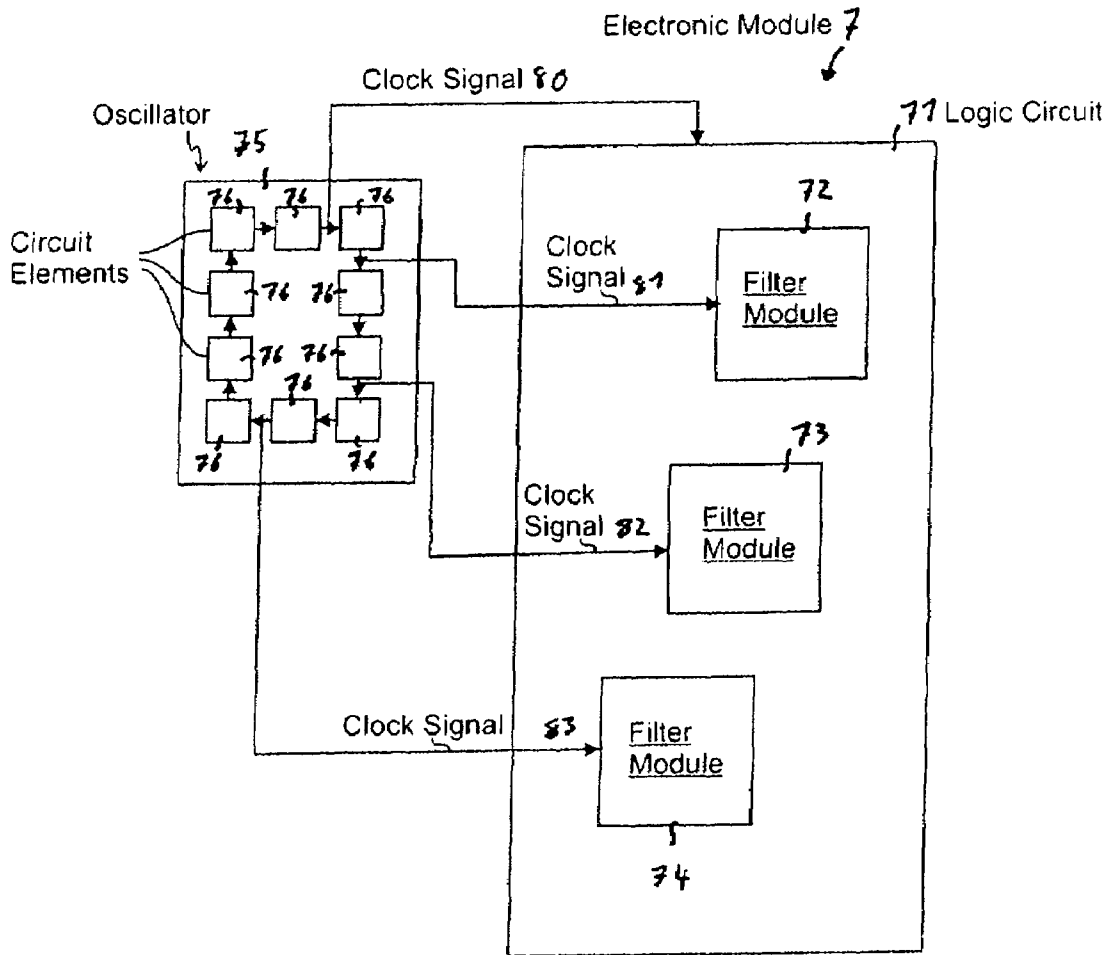 Electronic Module 7
Clock Signal 80
Oscillator
75
71 Logic Circuit
76 76 76
72
Circuit
Elements
Clock
Signal 81
Filter
Module
76 76
76 76
76
73
76 76
Clock
Signal 82
Filter
Module
Clock Signal 83
Filter
Module
74